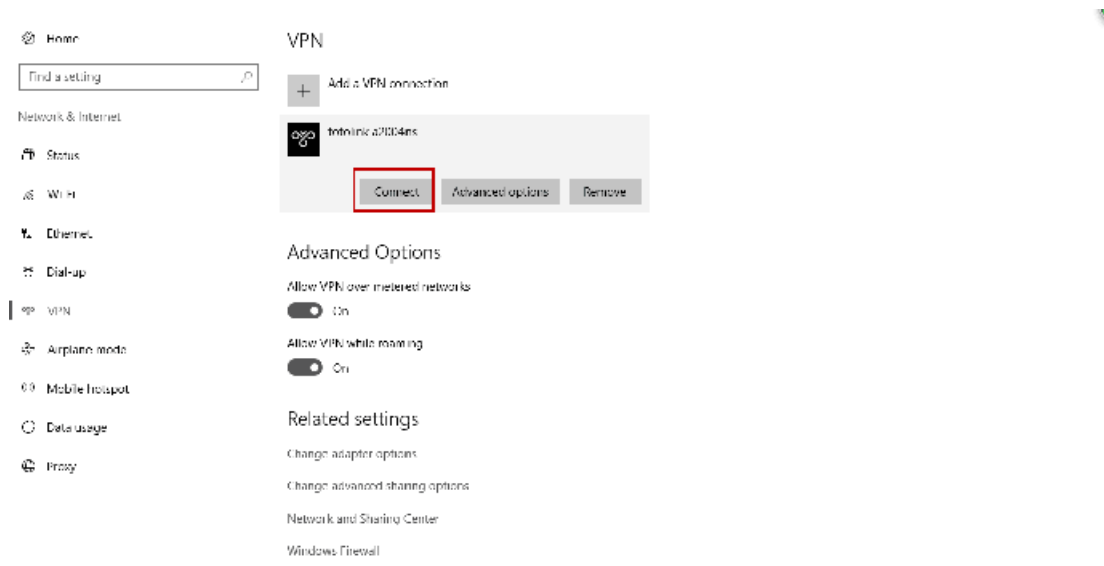 Home
Find a setting
Network & Internet
Status
Wi-Fi
Ethernet
Dial-up
VPN
Airplane mode
Mobile hotspot
Data usage
Proxy
VPN
Add a VPN connection
totolink a2004ns
Connect
Advanced options
Remove
Advanced Options
Allow VPN over metered networks
On
Allow VPN while roaming
On
Related settings
Change adapter options
Change advanced sharing options
Network and Sharing Center
Windows Firewall